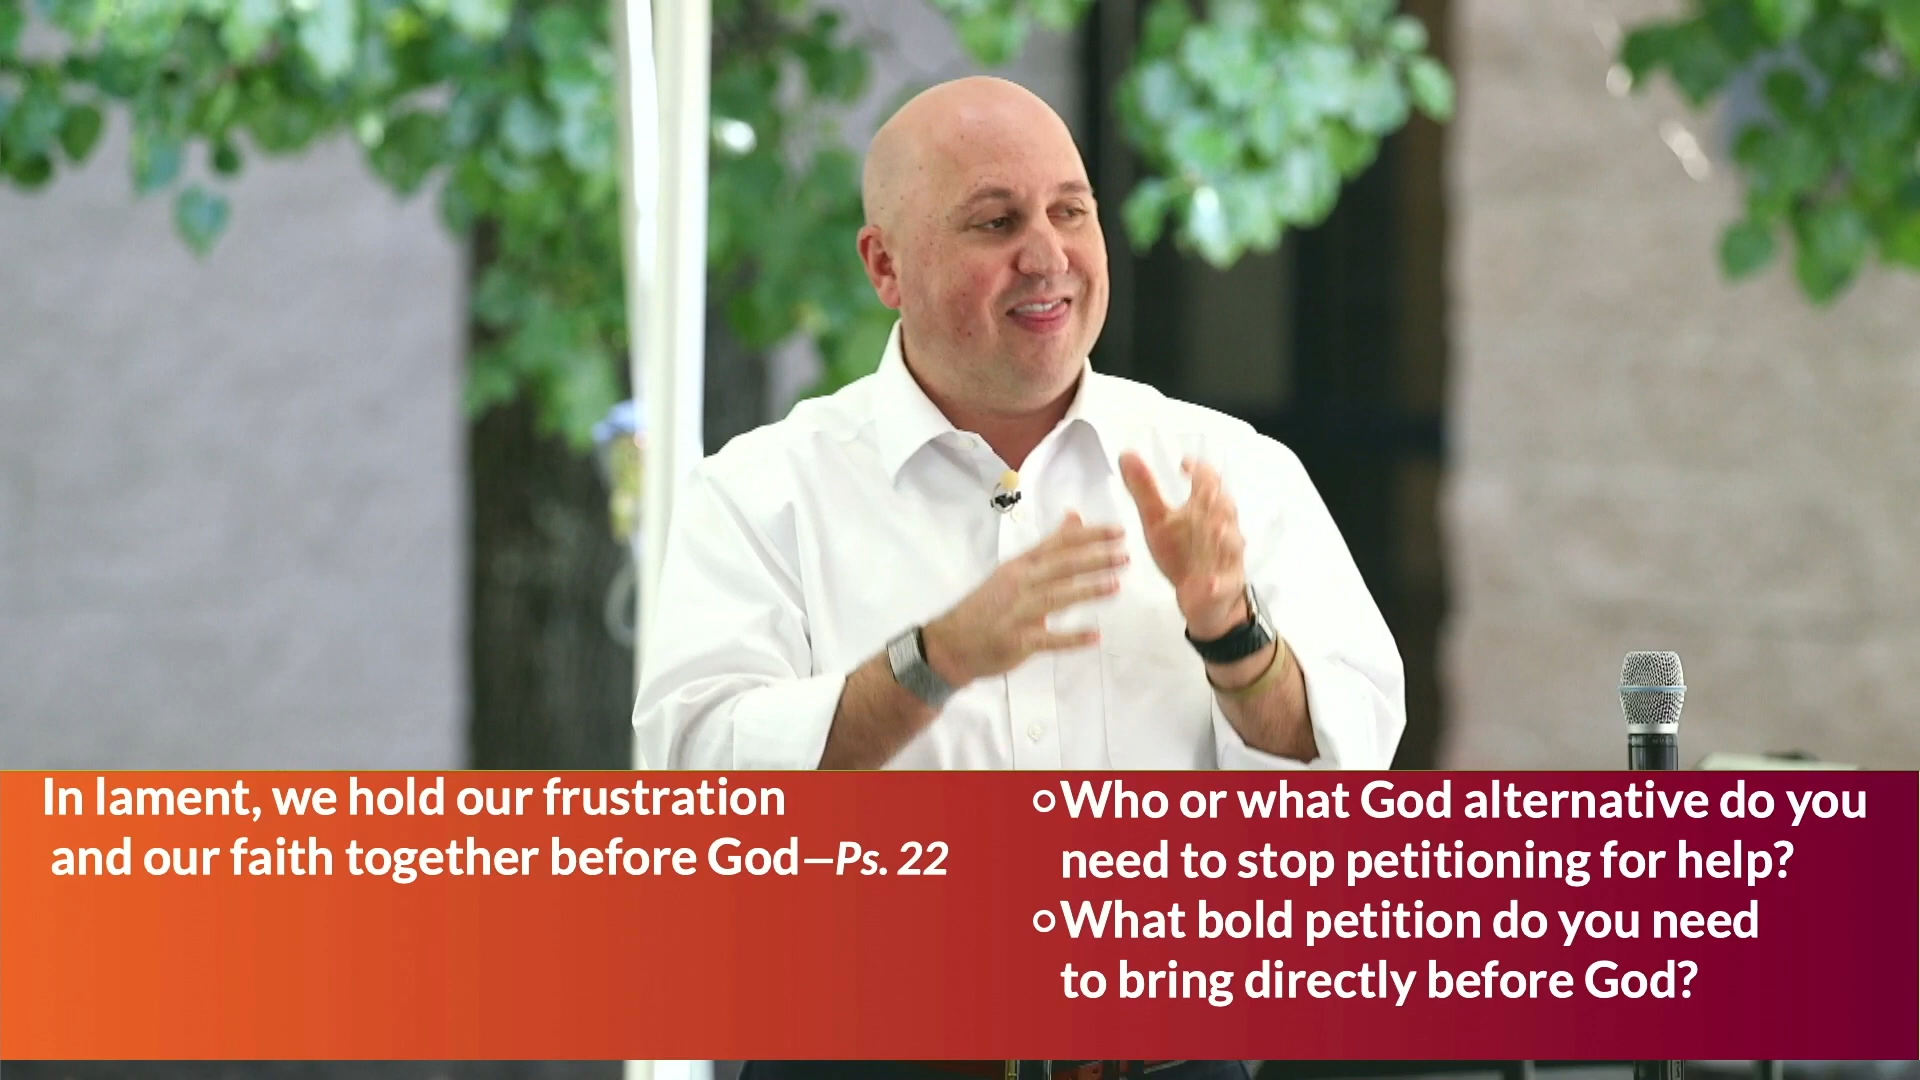 In lament, we hold our frustration
and our faith together before God—Ps. 22
○Who or what God alternative do you
need to stop petitioning for help?
○What bold petition do you need
to bring directly before God?